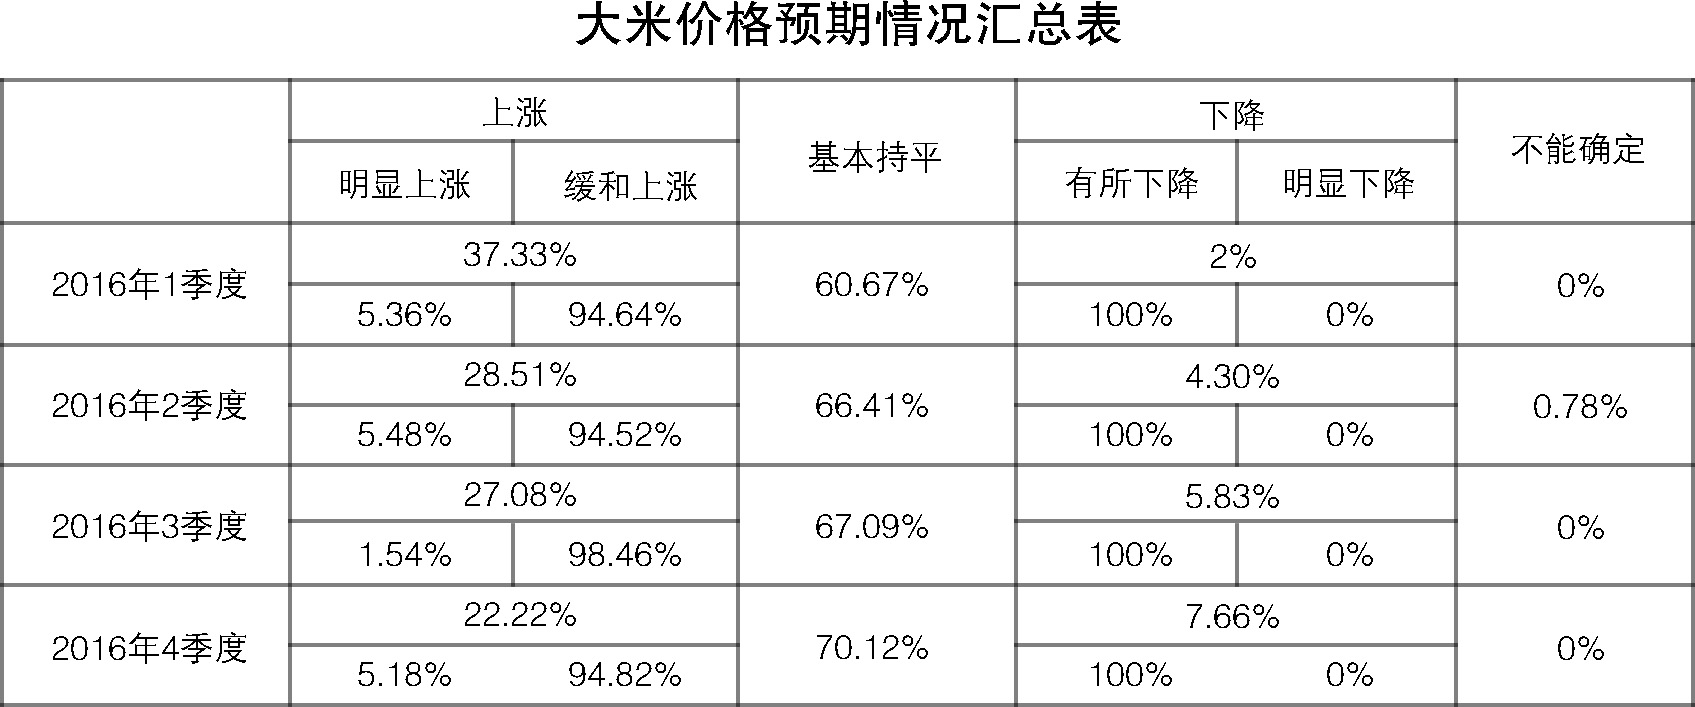 大米价格预期情况汇总表
上涨 基本持平 下降 不能确定
明显上涨 缓和上涨 有所下降 明显下降
2016年1季度 37.33% 60.67% 2% 0%
5.36% 94.64% 100% 0%
2016年2季度 28.51% 66.41% 4.30% 0.78%
5.48% 94.52% 100% 0%
2016年3季度 27.08% 67.09% 5.83% 0%
1.54% 98.46% 100% 0%
2016年4季度 22.22% 70.12% 7.66% 0%
5.18% 94.82% 100% 0%